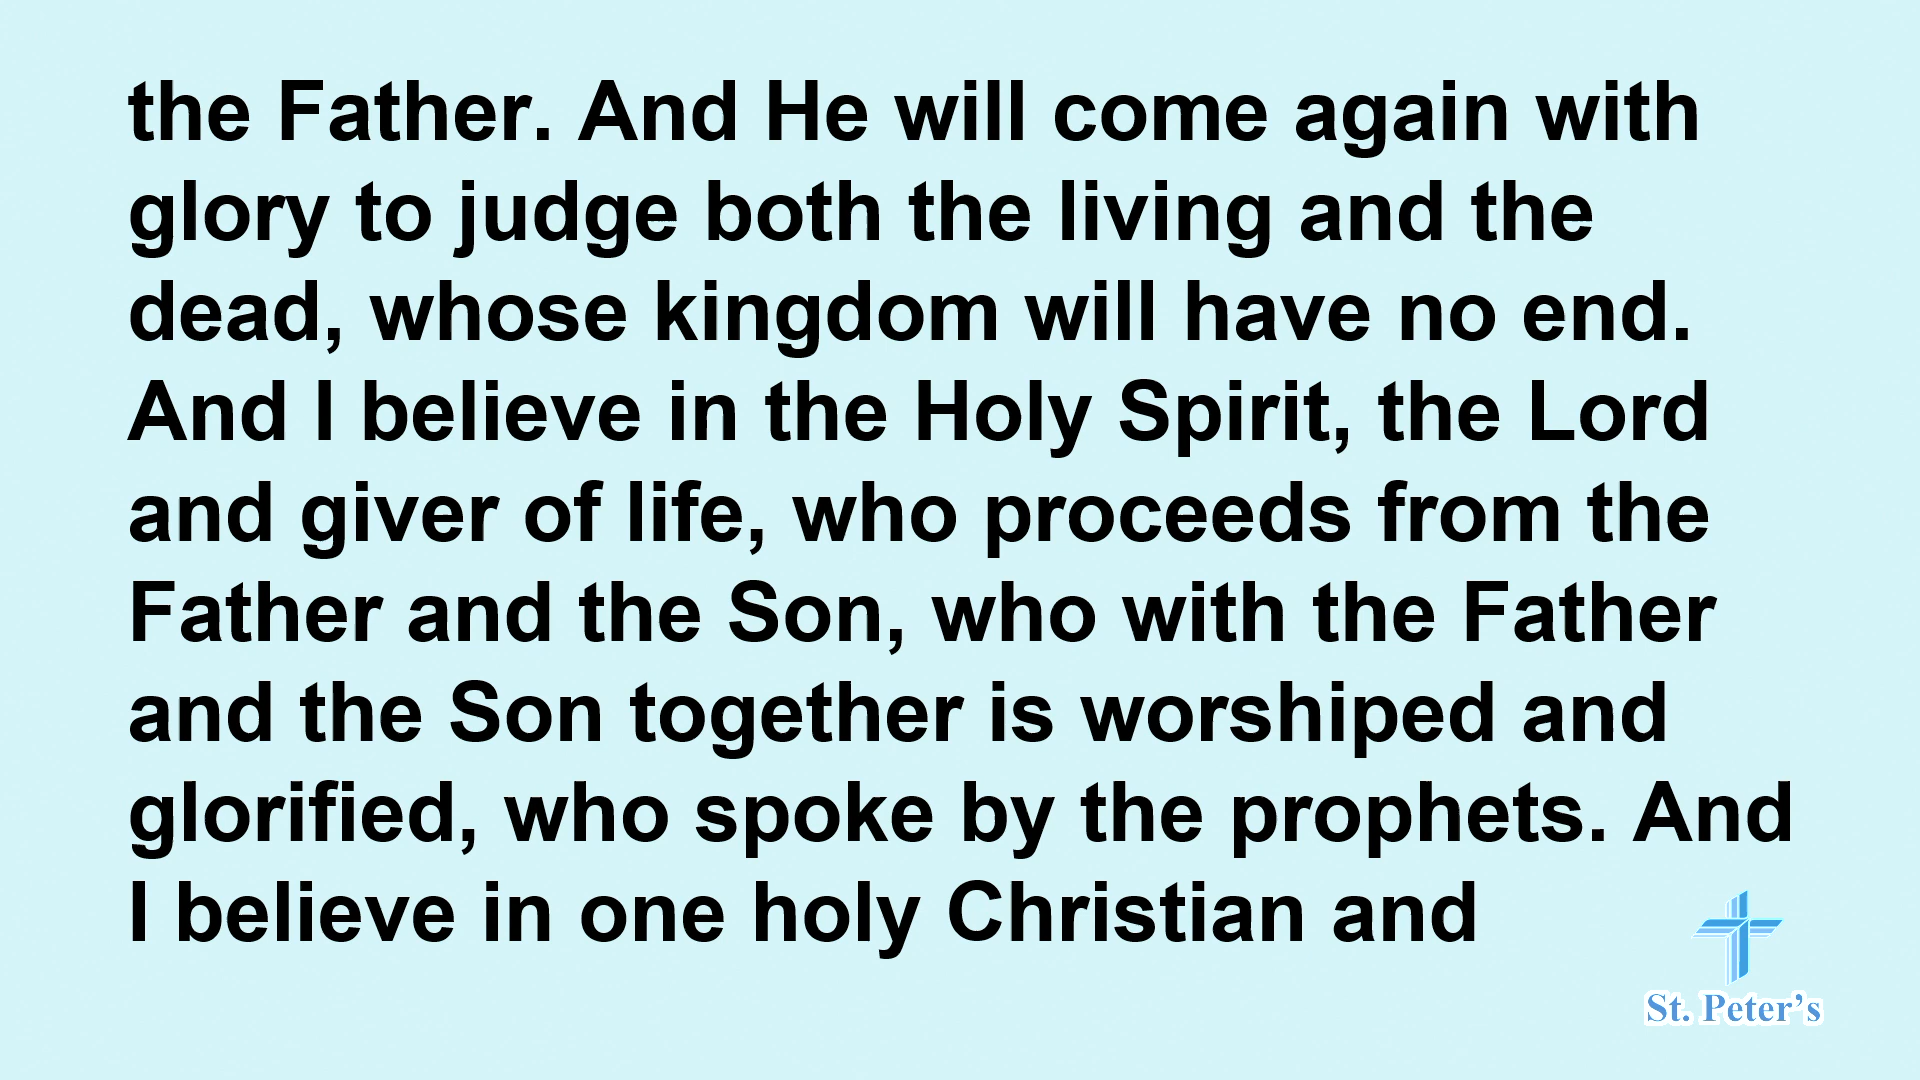 the Father. And He will come again with
glory to judge both the living and the
dead, whose kingdom will have no end.
And I believe in the Holy Spirit, the Lord
and giver of life, who proceeds from the
Father and the Son, who with the Father
and the Son together is worshiped and
glorified, who spoke by the prophets. And
I believe in one holy Christian and
St. Peter’s